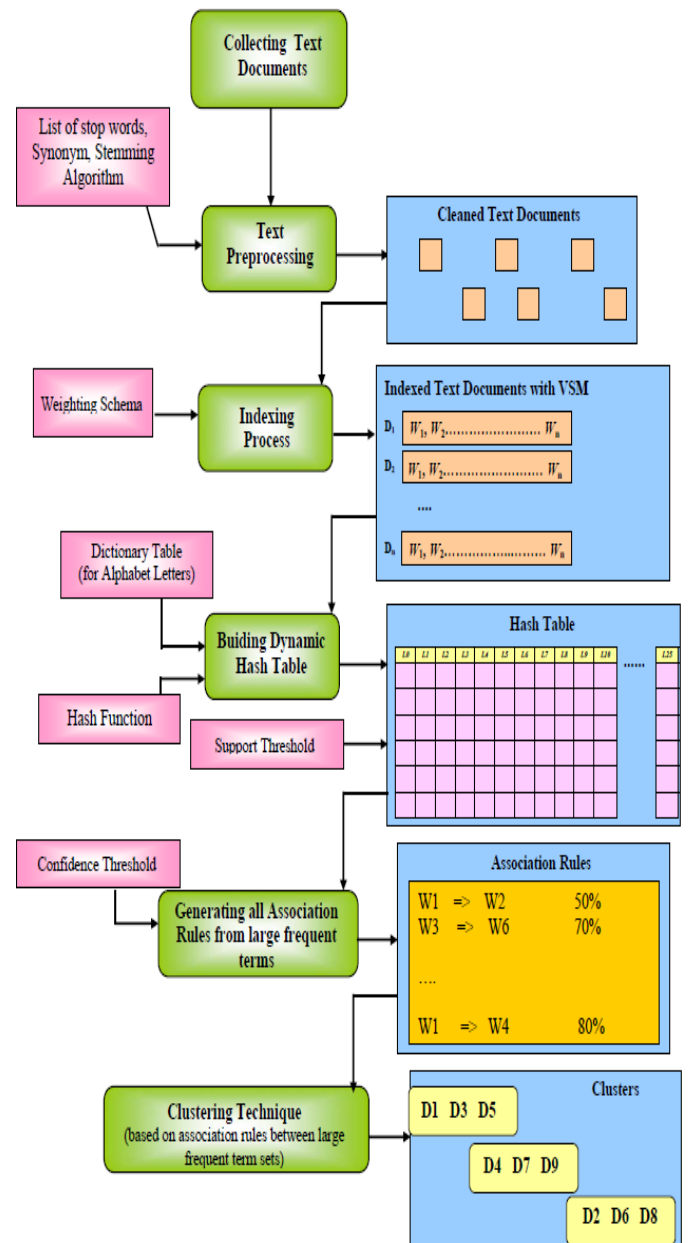 Collecting Text
Documents
List of stop words,
Synonym, Stemming
Algorithm
Text
Preprocessing
Cleaned Text Documents
Weighting Schema
Indexing
Process
Indexed Text Documents with VSM
D1 W1, W2…………………… Wn
D2 W1, W2…………………… Wn
....
Dn W1, W2……………...……… Wn
Dictionary Table
(for Alphabet Letters)
Buiding Dynamic
Hash Table
Hash Function
Support Threshold
Hash Table
L0 L1 L2 L3 L4 L5 L6 L7 L8 L9 L10 ...... L25
Confidence Threshold
Generating all Association
Rules from large frequent
terms
Association Rules
W1 => W2 50%
W3 => W6 70%
....
W1 => W4 80%
Clustering Technique
(based on association rules between large
frequent term sets)
Clusters
D1 D3 D5
D4 D7 D9
D2 D6 D8